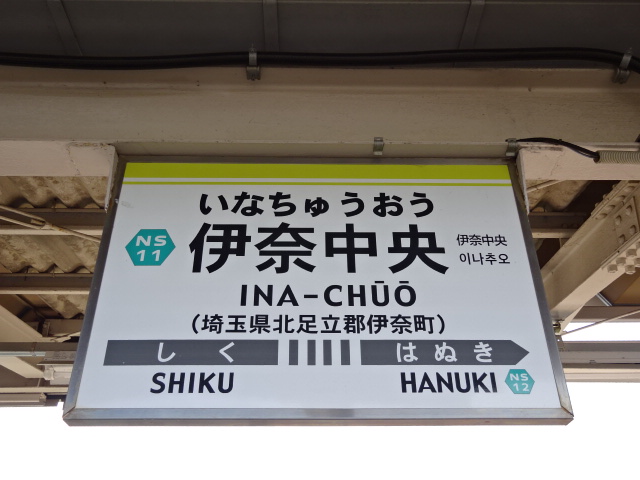 いなちゅうおう
NS
11
伊奈中央
伊奈中央
이나추오
INA-CHŪŌ
(埼玉県北足立郡伊奈町)
しく
はぬき
SHIKU
HANUKI
NS
12